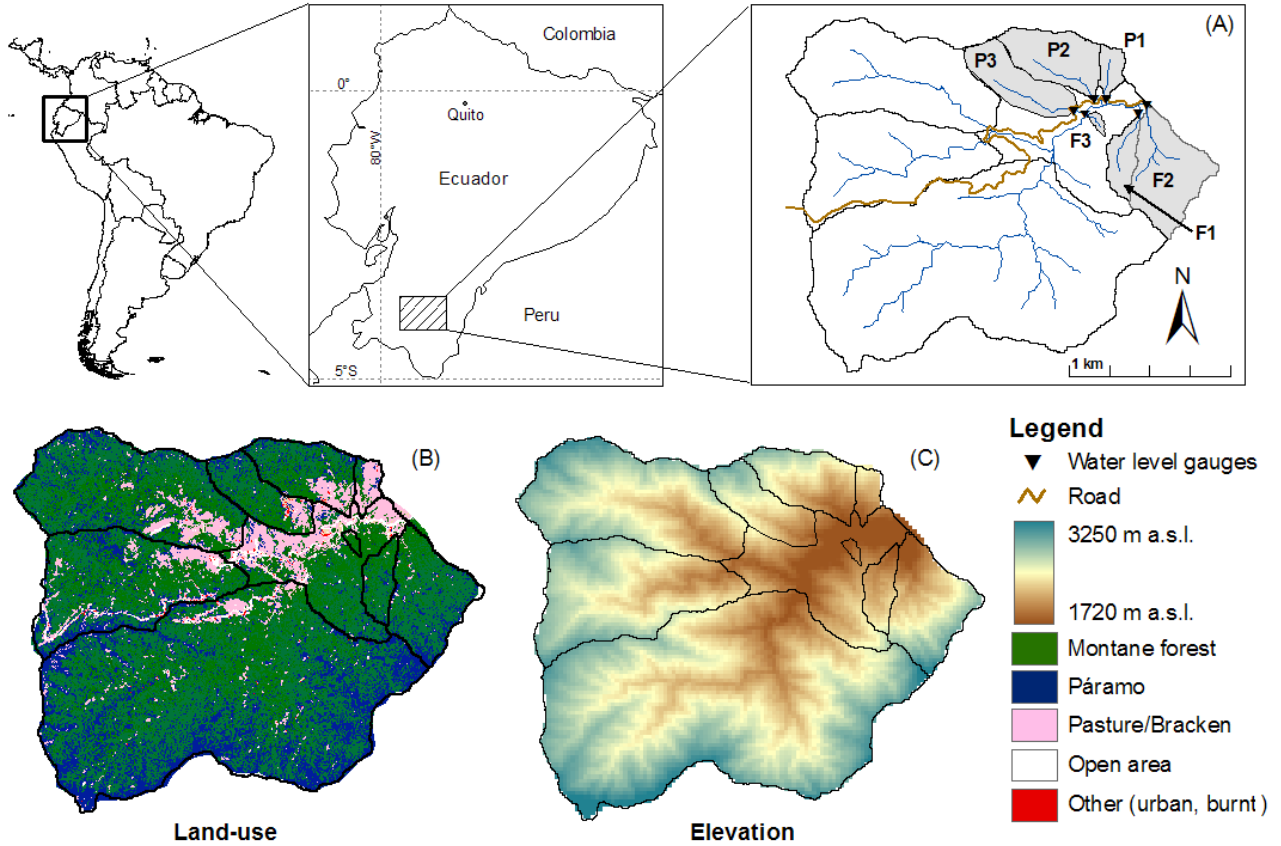 Colombia
0°
Quito
80°W
Ecuador
Peru
5°S
(A)
P1
P2
P3
F3
F2
F1
N
1 km
(B)
Land-use
(C)
Elevation
Legend
Water level gauges
Road
3250 m a.s.l.
1720 m a.s.l.
Montane forest
Páramo
Pasture/Bracken
Open area
Other (urban, burnt)